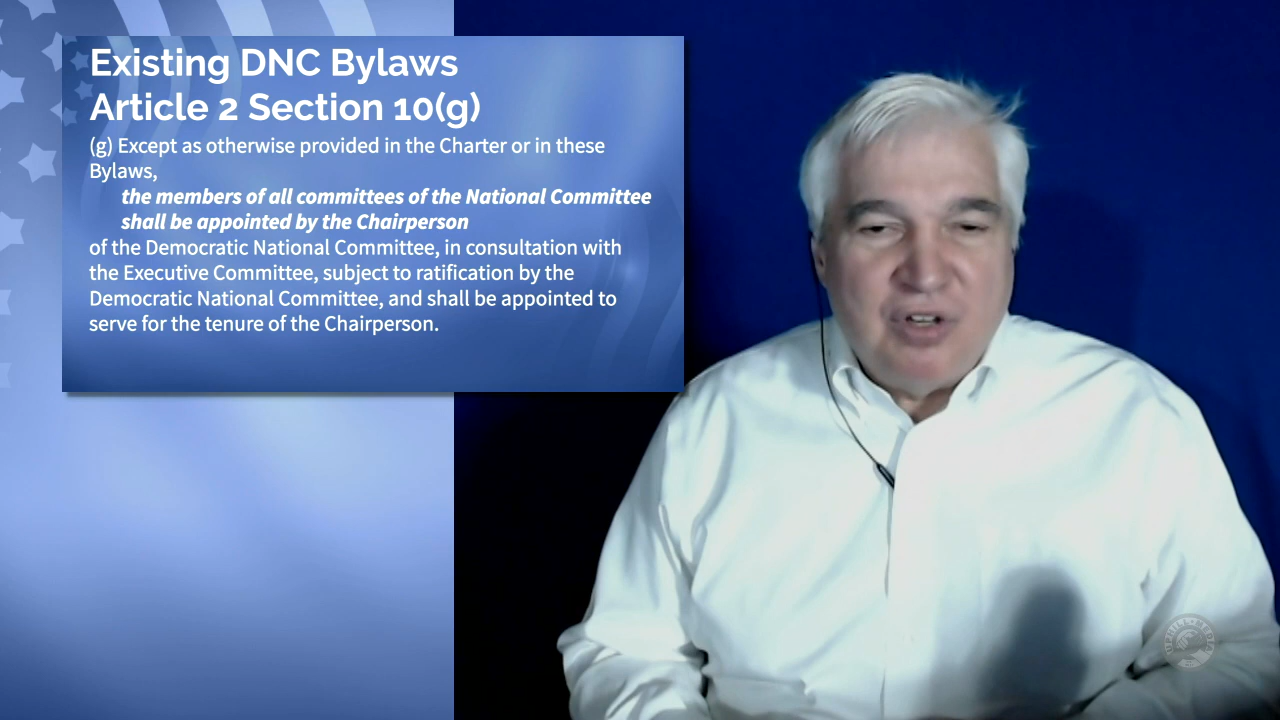 Existing DNC Bylaws
Article 2 Section 10(g)
(g) Except as otherwise provided in the Charter or in these
Bylaws,
the members of all committees of the National Committee
shall be appointed by the Chairperson
of the Democratic National Committee, in consultation with
the Executive Committee, subject to ratification by the
Democratic National Committee, and shall be appointed to
serve for the tenure of the Chairperson.